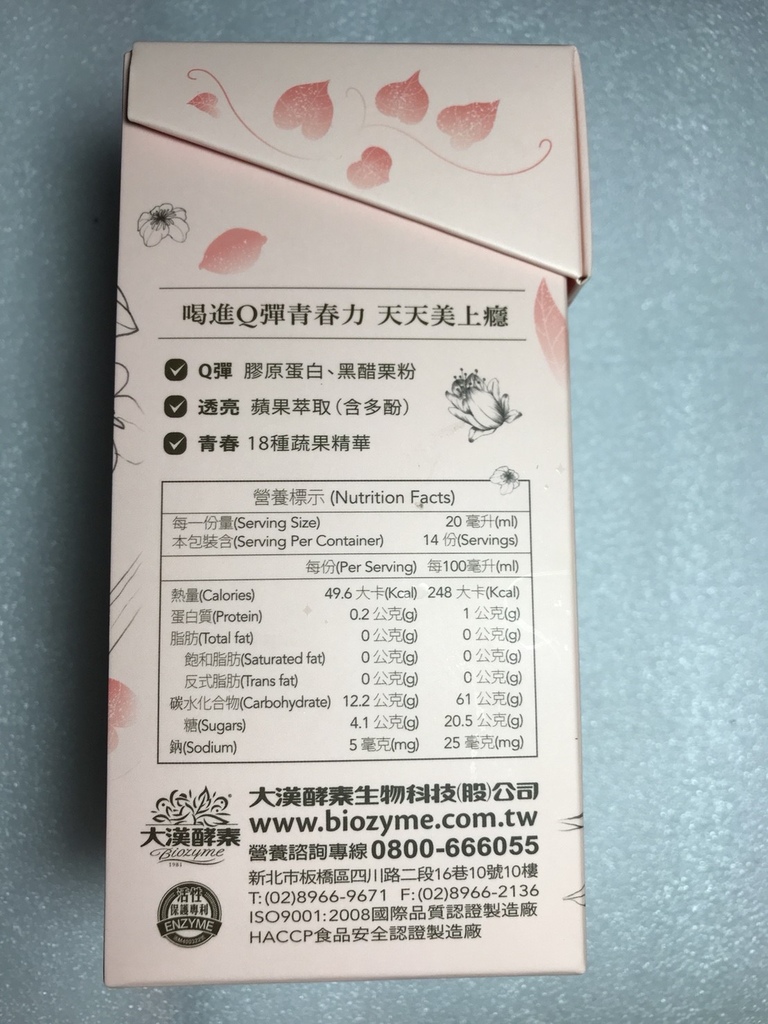 喝進Q彈青春力 天天美上癮
Q彈 膠原蛋白、黑醋栗粉
透亮 蘋果萃取(含多酚)
青春 18種蔬果精華
營養標示 (Nutrition Facts)
每一份量(Serving Size) 20 毫升(ml)
本包裝含(Serving Per Container) 14 份(Servings)
每份(Per Serving) 每100毫升(ml)
熱量(Calories) 49.6 大卡(Kcal) 248 大卡(Kcal)
蛋白質(Protein) 0.2 公克(g) 1 公克(g)
脂肪(Total fat) 0 公克(g) 0 公克(g)
飽和脂肪(Saturated fat) 0 公克(g) 0 公克(g)
反式脂肪(Trans fat) 0 公克(g) 0 公克(g)
碳水化合物(Carbohydrate) 12.2 公克(g) 61 公克(g)
糖(Sugars) 4.1 公克(g) 20.5 公克(g)
鈉(Sodium) 5 毫克(mg) 25 毫克(mg)
大漢酵素
Biozyme
1981
大漢酵素生物科技(股)公司
www.biozyme.com.tw
營養諮詢專線 0800-666055
新北市板橋區四川路二段16巷10號10樓
T:(02)8966-9671 F:(02)8966-2136
ISO9001:2008國際品質認證製造廠
HACCP食品安全認證製造廠
活性
保護專利
ENZYME